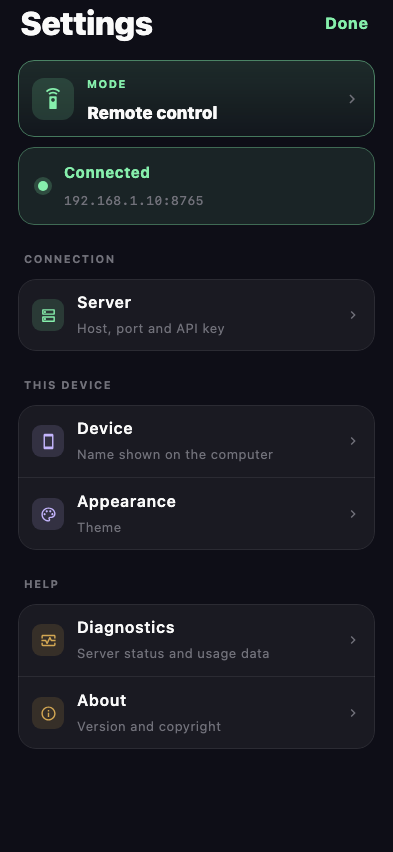 Settings
Done
MODE
Remote control
Connected
192.168.1.10:8765
CONNECTION
Server
Host, port and API key
THIS DEVICE
Device
Name shown on the computer
Appearance
Theme
HELP
Diagnostics
Server status and usage data
About
Version and copyright